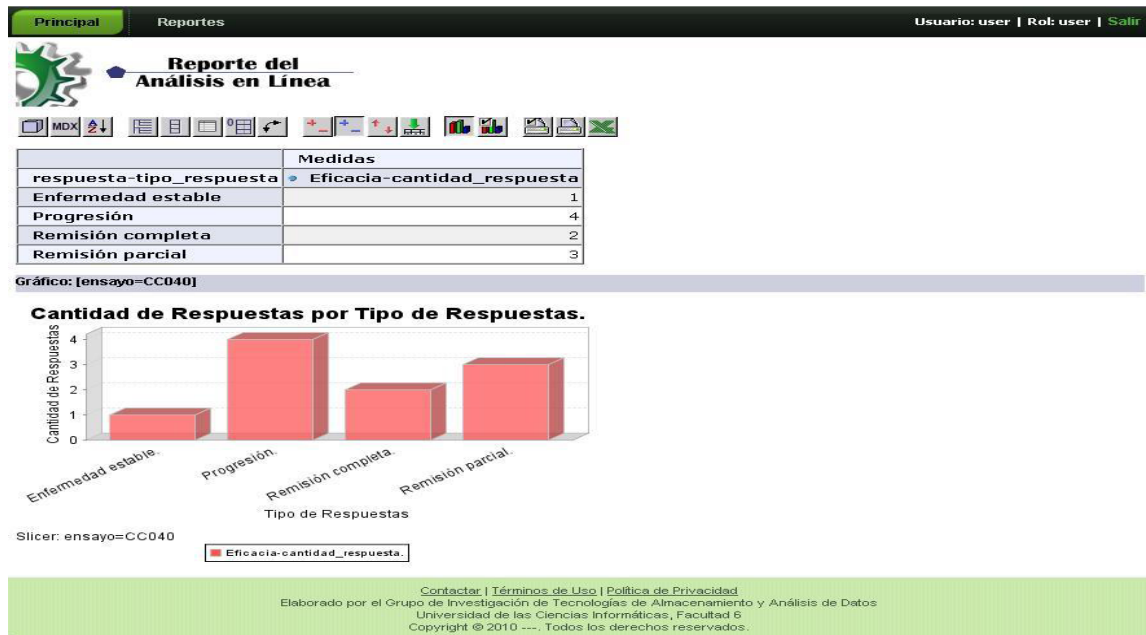 Principal Reportes Usuario: user | Rol: user | Salir
Reporte del
Análisis en Línea
MDX
Medidas
respuesta-tipo_respuesta Eficacia-cantidad_respuesta
Enfermedad estable 1
Progresión 4
Remisión completa 2
Remisión parcial 3
Gráfico: [ensayo=CC040]
Cantidad de Respuestas por Tipo de Respuestas.
Cantidad de Respuestas
4
3
2
1
0
Enfermedad estable. Progresión. Remisión completa. Remisión parcial.
Tipo de Respuestas
Slicer: ensayo=CC040
Eficacia-cantidad_respuesta.
Contactar | Términos de Uso | Política de Privacidad
Elaborado por el Grupo de Investigación de Tecnologías de Almacenamiento y Análisis de Datos
Universidad de las Ciencias Informáticas, Facultad 6
Copyright © 2010 ---. Todos los derechos reservados.